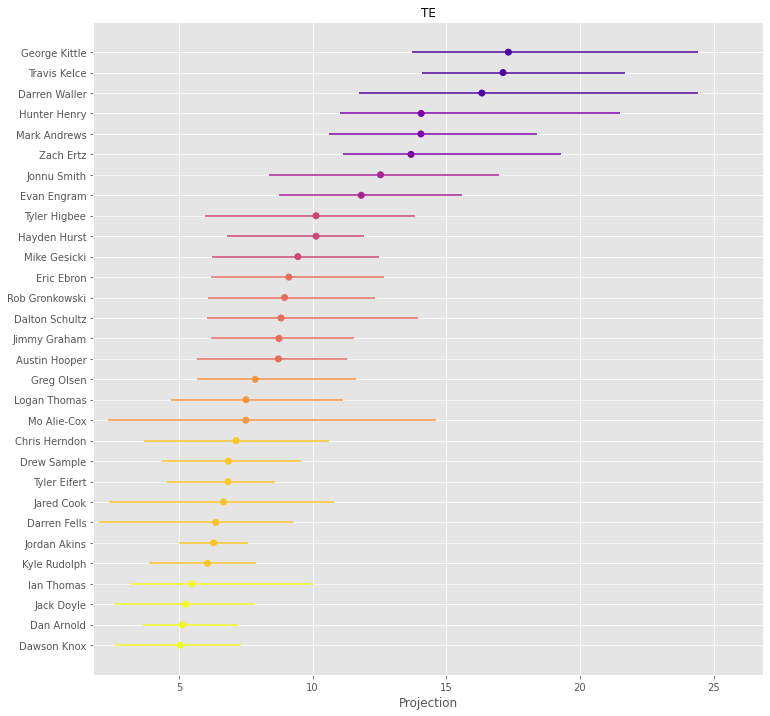 TE
George Kittle
Travis Kelce
Darren Waller
Hunter Henry
Mark Andrews
Zach Ertz
Jonnu Smith
Evan Engram
Tyler Higbee
Hayden Hurst
Mike Gesicki
Eric Ebron
Rob Gronkowski
Dalton Schultz
Jimmy Graham
Austin Hooper
Greg Olsen
Logan Thomas
Mo Alie-Cox
Chris Herndon
Drew Sample
Tyler Eifert
Jared Cook
Darren Fells
Jordan Akins
Kyle Rudolph
Ian Thomas
Jack Doyle
Dan Arnold
Dawson Knox
5 10 15 20 25
Projection